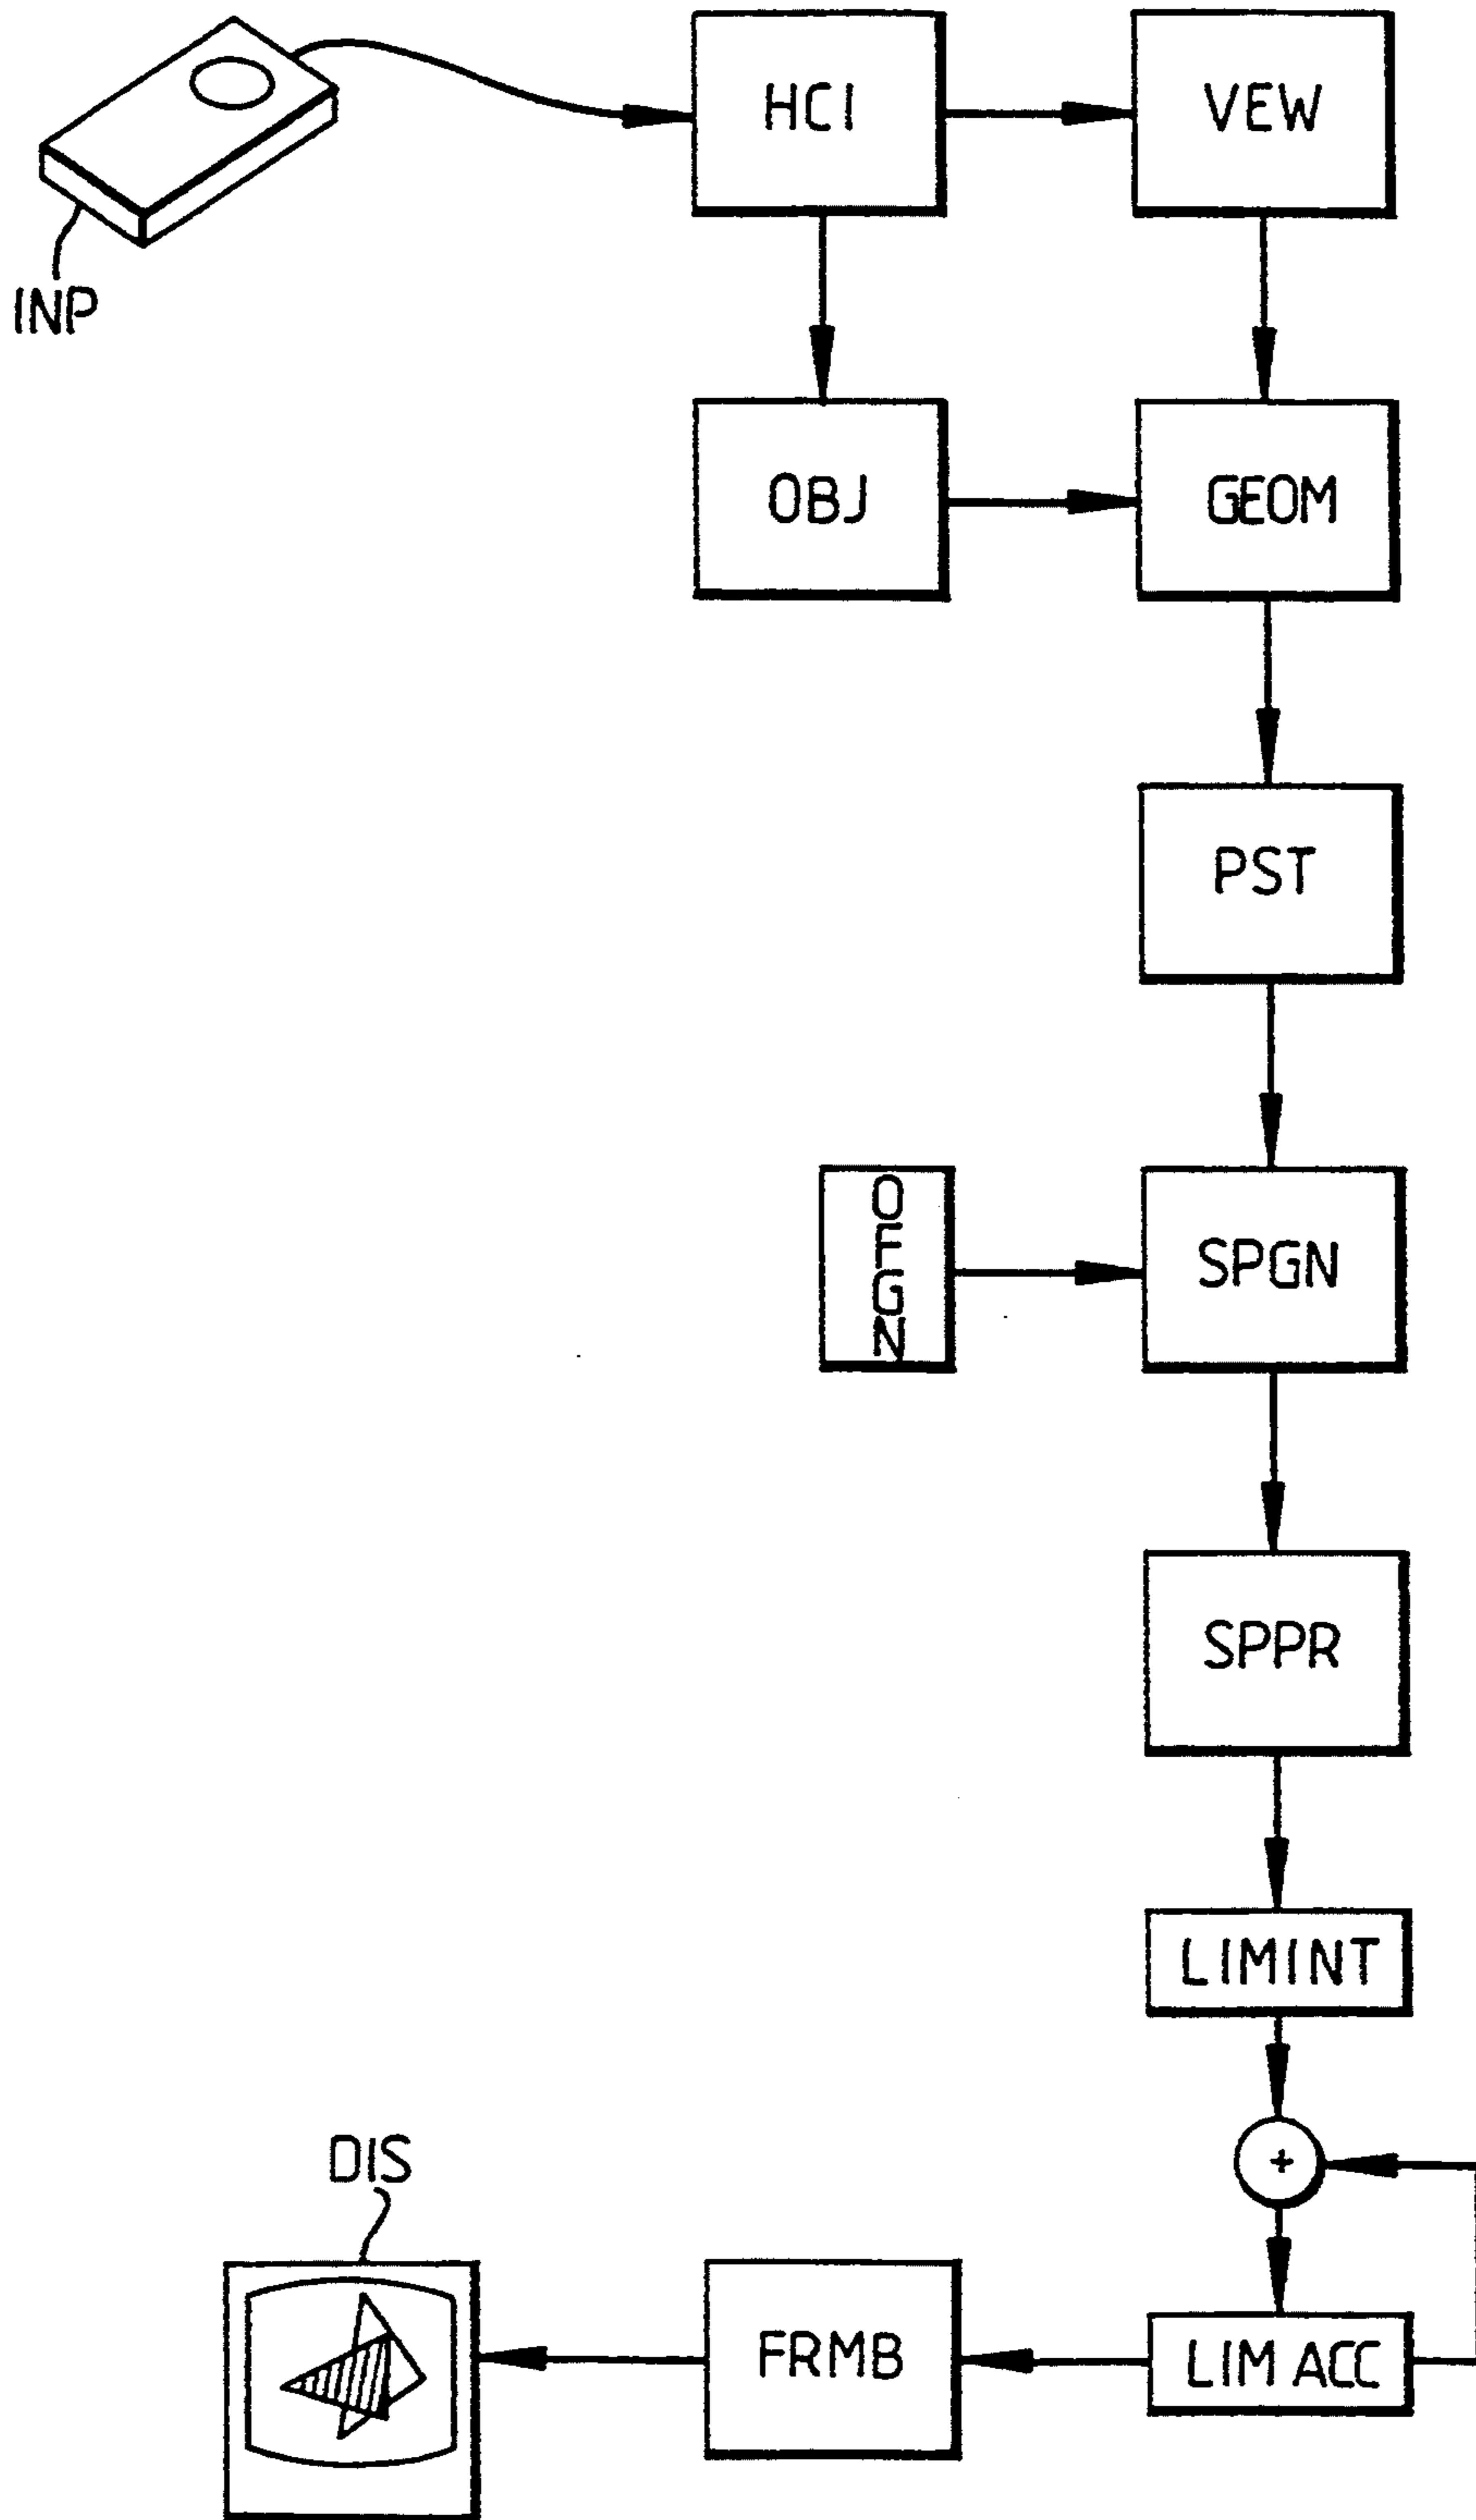 HCI
VEW
INP
OBJ
GEOM
PST
OFGN
SPGN
SPPR
LIMINT
+
DIS
FRMB
LIM ACC